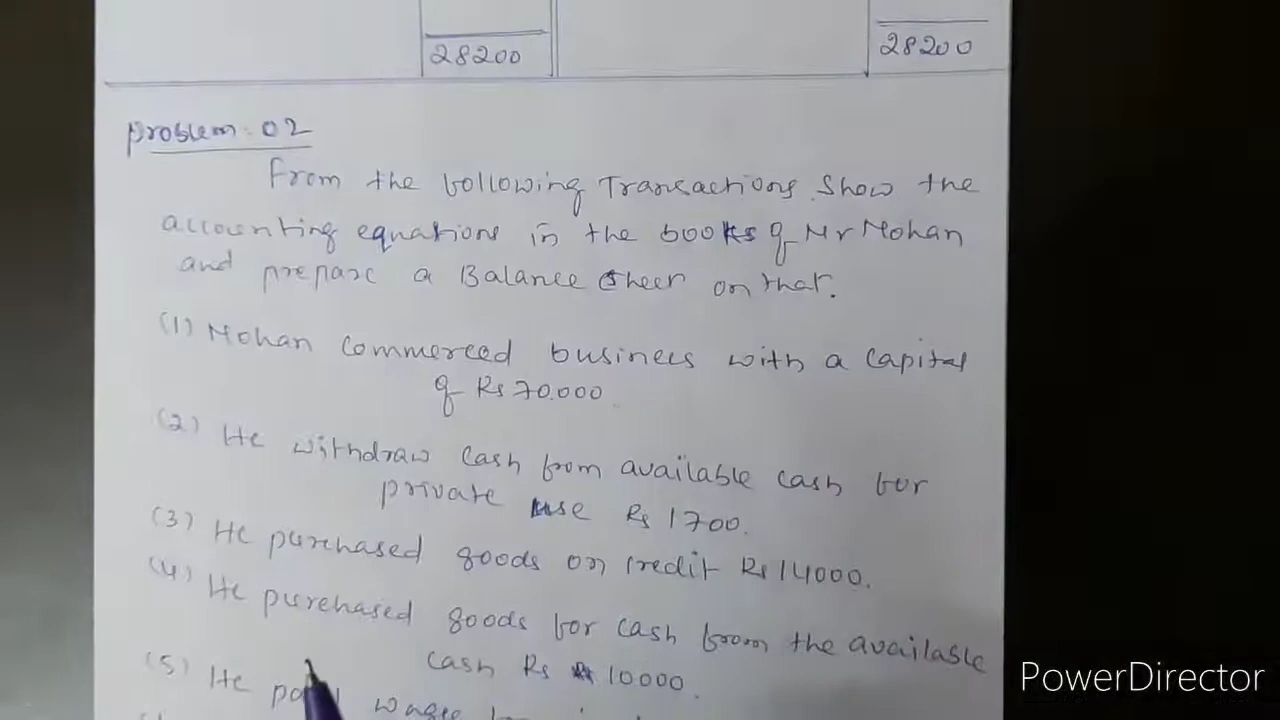 28200
28200
Problem: 02
From the following Transactions show the
accounting equations in the books of Mr Mohan
and prepare a Balance Sheet on that.
(1) Mohan commenced business with a capital
of Rs 70.000
(2) He withdraw cash from available cash for
private use Rs 1700.
(3) He purchased goods on credit Rs 14000.
(4) He purchased goods for cash from the available
cash Rs 10000.
(5) He wages
PowerDirector